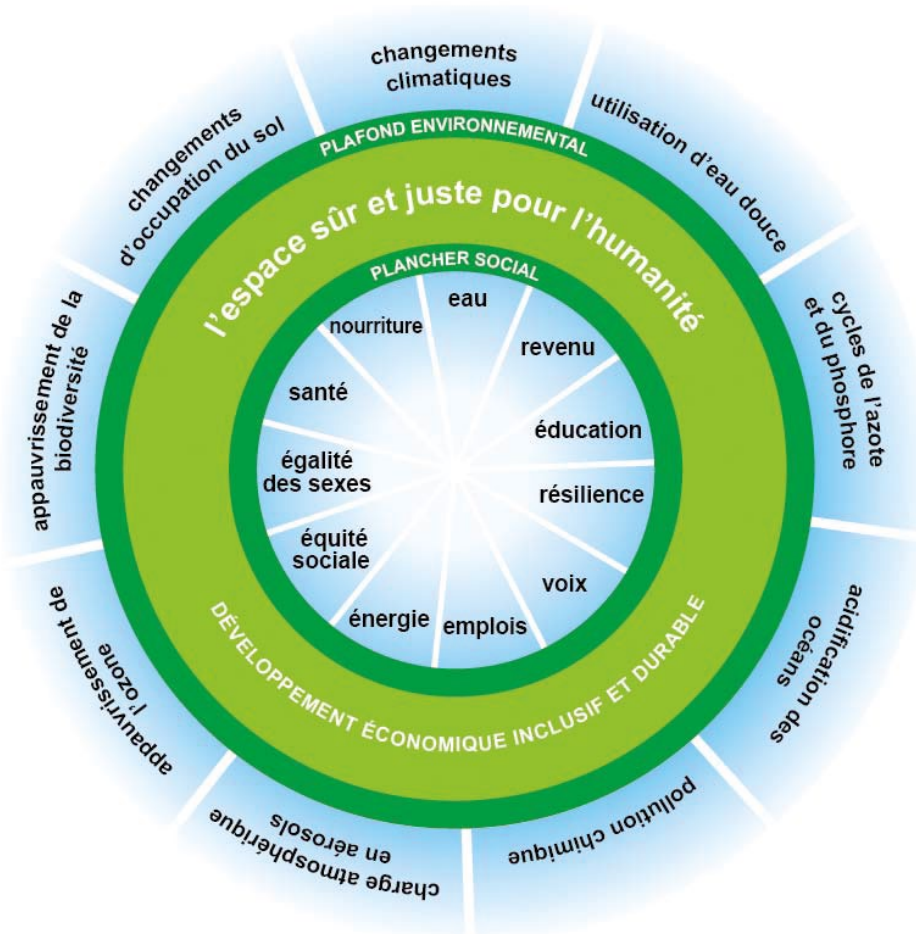 changements
climatiques
utilisation d'eau douce
cycles de l'azote
et du phosphore
acidification des
océans
pollution chimique
charge atmosphérique
en aérosols
appauvrissement de
l'ozone
appauvrissement de la
biodiversité
changements
d'occupation du sol
PLAFOND ENVIRONNEMENTAL
l'espace sûr et juste pour l'humanité
PLANCHER SOCIAL
eau
revenu
éducation
résilience
voix
emplois
énergie
équité
sociale
égalité
des sexes
santé
nourriture
DÉVELOPPEMENT ÉCONOMIQUE INCLUSIF ET DURABLE